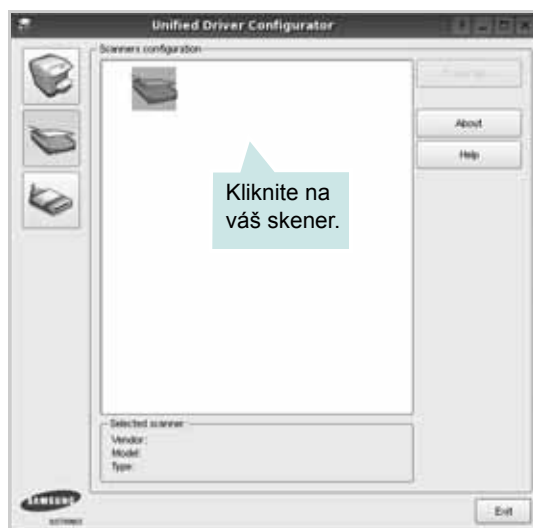 Unified Driver Configurator
Scanners configuration
About
Help
Kliknite na
váš skener.
Selected scanner
Vendor:
Model:
Type:
SAMSUNG
Exit